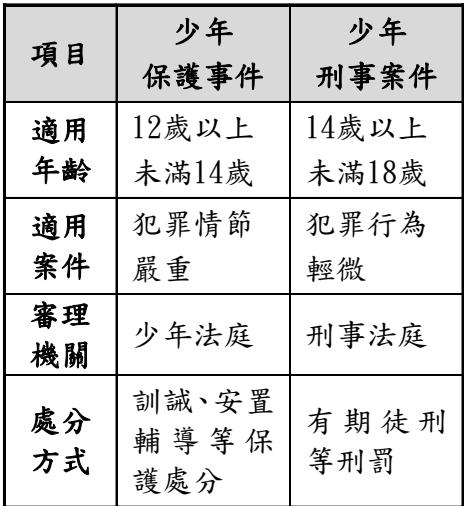 項目
少年
保護事件
少年
刑事案件
適用
年齡
12歲以上
未滿14歲
14歲以上
未滿18歲
適用
案件
犯罪情節
嚴重
犯罪行為
輕微
審理
機關
少年法庭
刑事法庭
處分
方式
訓誡、安置
輔導等保
護處分
有期徒刑
等刑罰